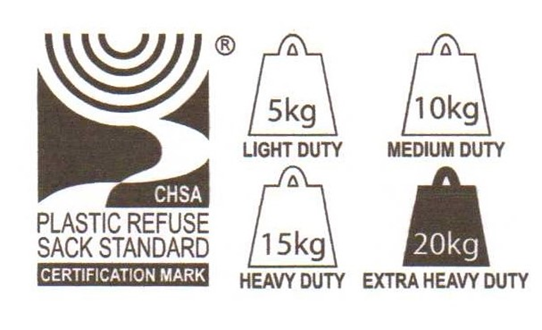 ®
5kg
10kg
LIGHT DUTY
MEDIUM DUTY
CHSA
PLASTIC REFUSE
SACK STANDARD
CERTIFICATION MARK
15kg
20kg
HEAVY DUTY
EXTRA HEAVY DUTY